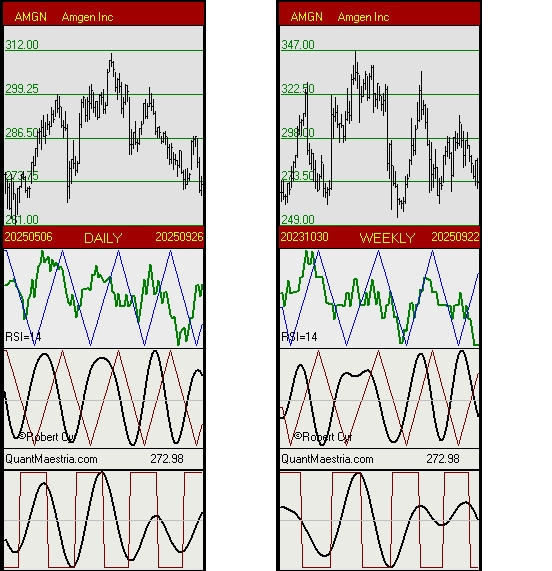 AMGN Amgen Inc
312.00
299.25
286.50
273.75
261.00
20250506 DAILY 20250926
RSI=14
©Robert Cyr
QuantMaestria.com 272.98
AMGN Amgen Inc
347.00
322.50
298.00
273.50
249.00
20231030 WEEKLY 20250922
RSI=14
©Robert Cyr
QuantMaestria.com 272.98